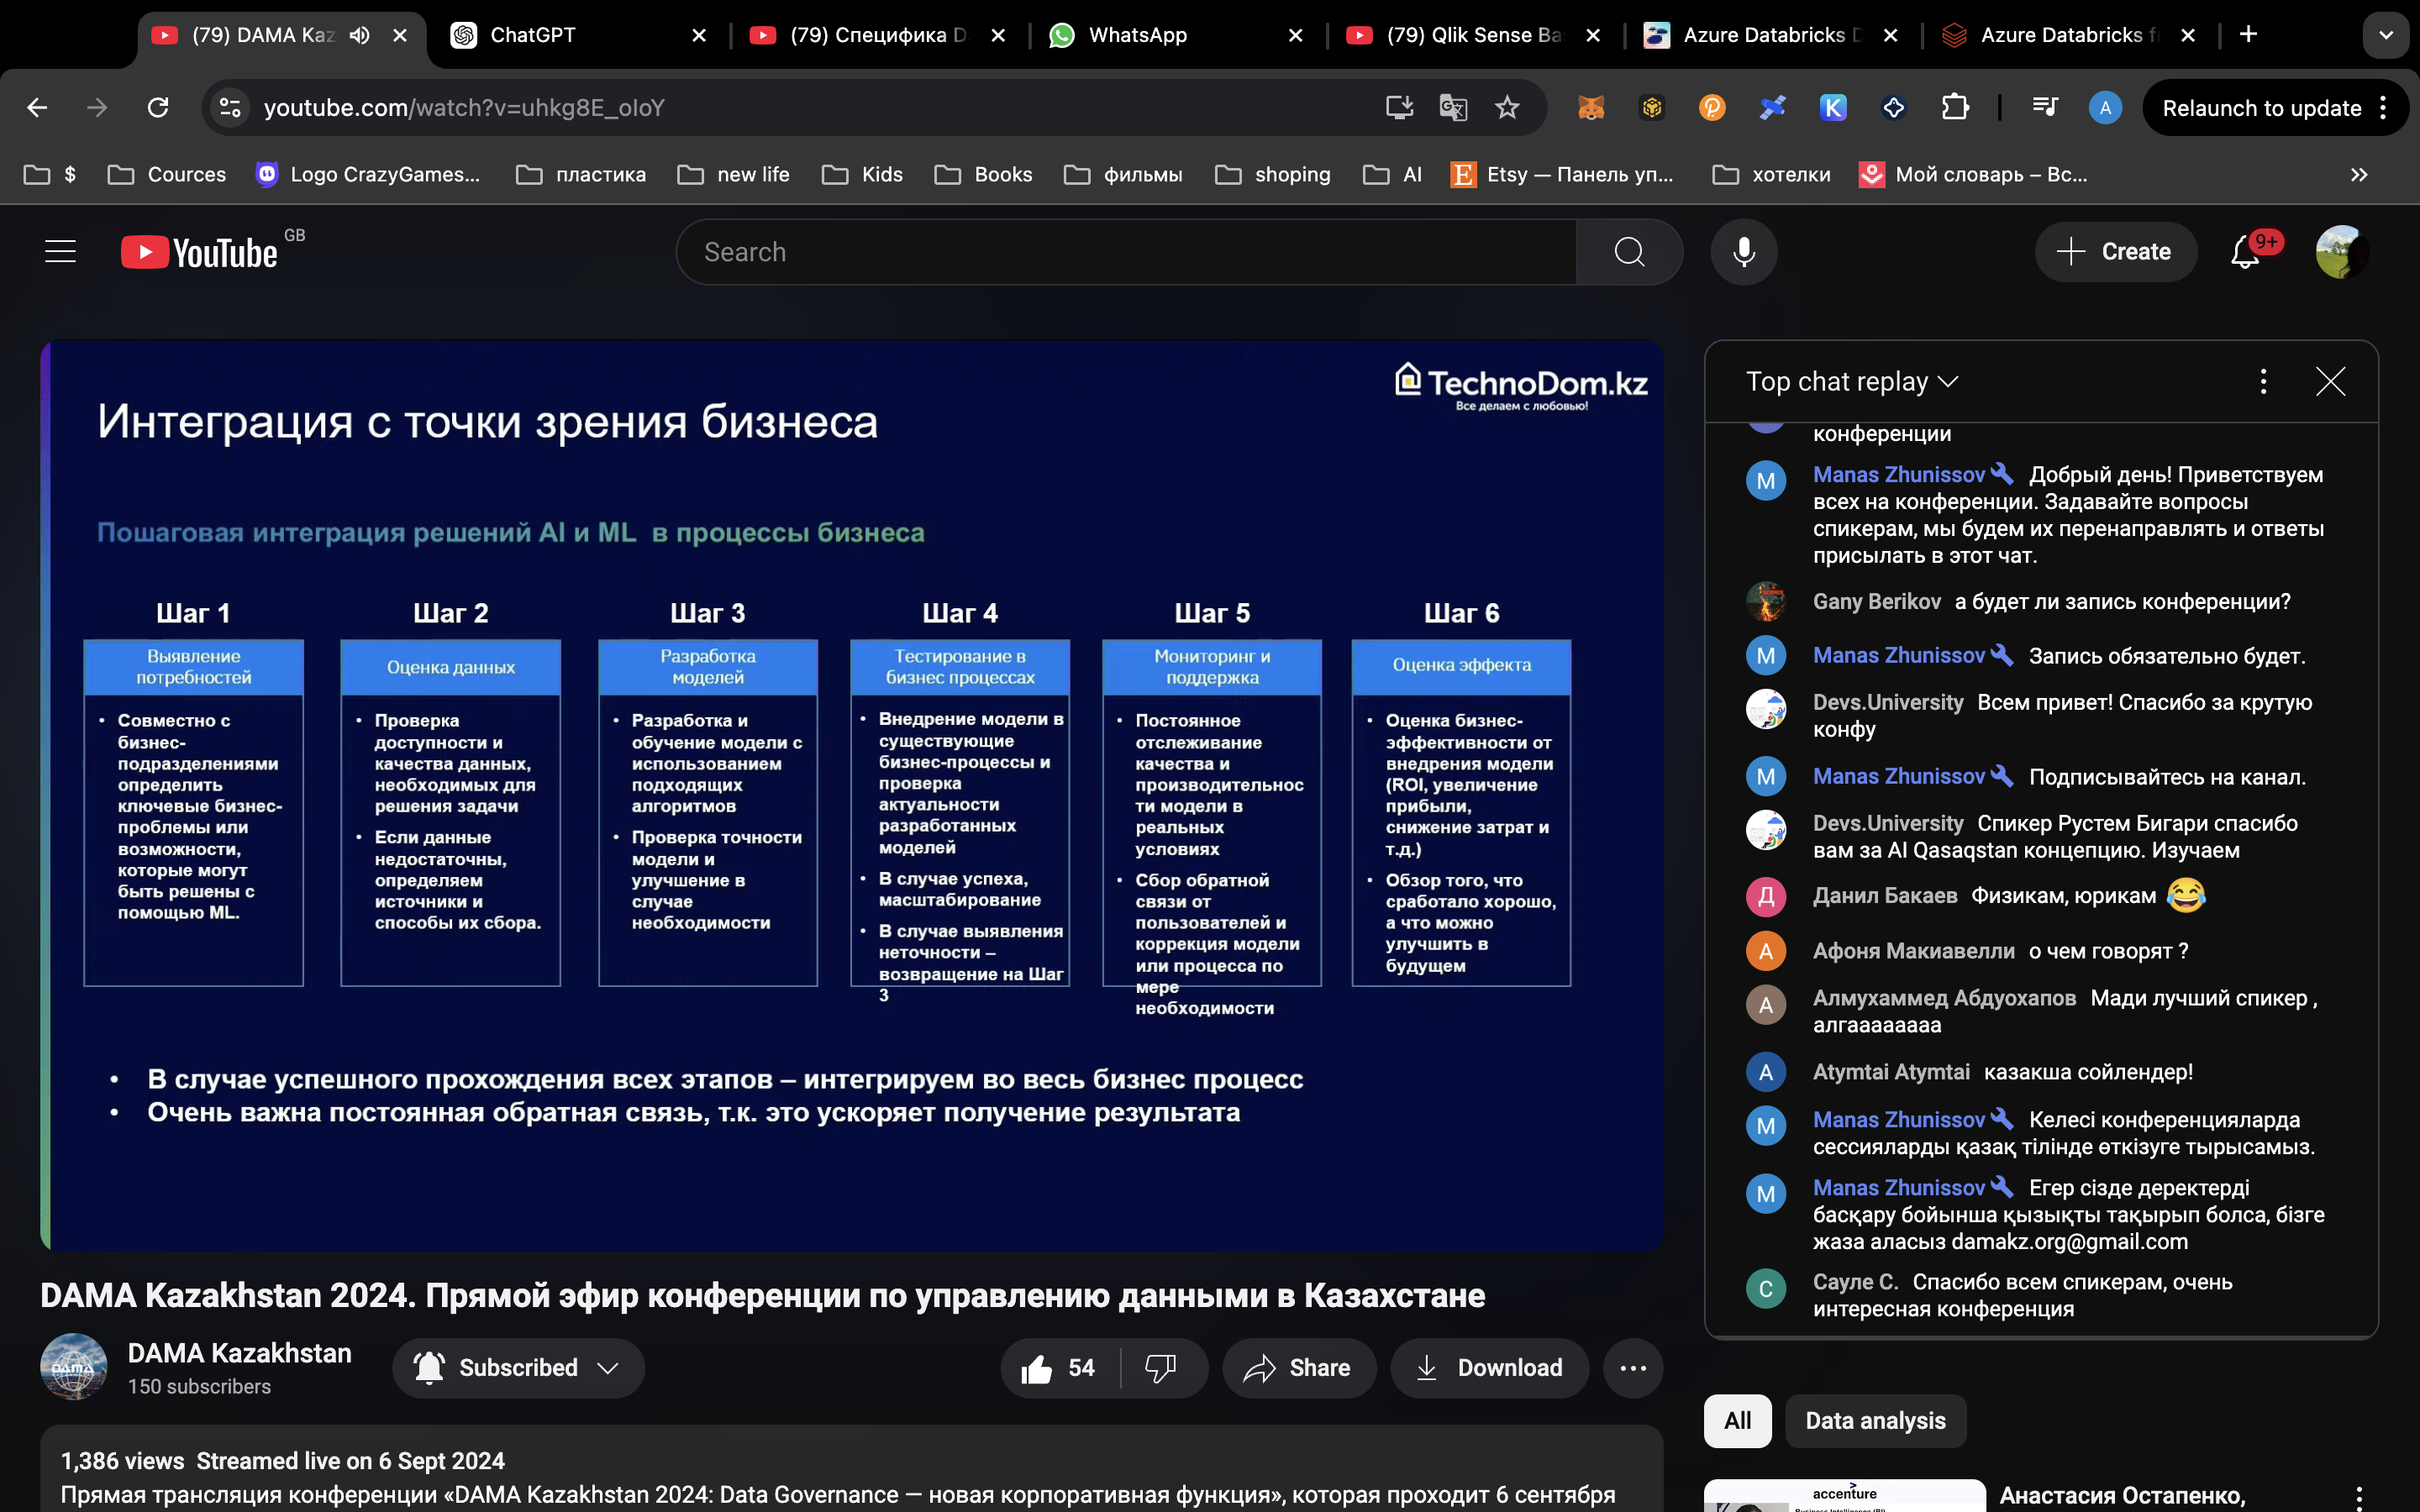 (79) DAMA Kaz
ChatGPT
(79) Специфика D
WhatsApp
(79) Qlik Sense Ba
Azure Databricks D
Azure Databricks f
youtube.com/watch?v=uhkg8E_oIoY
Relaunch to update
$
Cources
Logo CrazyGames...
пластика
new life
Kids
Books
фильмы
shoping
AI
Etsy — Панель уп...
хотелки
Мой словарь – Вс...
YouTube GB
Search
Create
9+
TechnoDom.kz
Все делаем с любовью!
Интеграция с точки зрения бизнеса
Пошаговая интеграция решений AI и ML в процессы бизнеса
Шаг 1
Выявление
потребностей
• Совместно с
бизнес-
подразделениями
определить
ключевые бизнес-
проблемы или
возможности,
которые могут
быть решены с
помощью ML.
Шаг 2
Оценка данных
• Проверка
доступности и
качества данных,
необходимых для
решения задачи
• Если данные
недостаточны,
определяем
источники и
способы их сбора.
Шаг 3
Разработка
моделей
• Разработка и
обучение модели с
использованием
подходящих
алгоритмов
• Проверка точности
модели и
улучшение в
случае
необходимости
Шаг 4
Тестирование в
бизнес процессах
• Внедрение модели в
существующие
бизнес-процессы и
проверка
актуальности
разработанных
моделей
• В случае успеха,
масштабирование
• В случае выявления
неточности –
возвращение на Шаг
3
Шаг 5
Мониторинг и
поддержка
• Постоянное
отслеживание
качества и
производительнос
ти модели в
реальных
условиях
• Сбор обратной
связи от
пользователей и
коррекция модели
или процесса по
мере
необходимости
Шаг 6
Оценка эффекта
• Оценка бизнес-
эффективности от
внедрения модели
(ROI, увеличение
прибыли,
снижение затрат и
т.д.)
• Обзор того, что
сработало хорошо,
а что можно
улучшить в
будущем
• В случае успешного прохождения всех этапов – интегрируем во весь бизнес процесс
• Очень важна постоянная обратная связь, т.к. это ускоряет получение результата
DAMA Kazakhstan 2024. Прямой эфир конференции по управлению данными в Казахстане
DAMA Kazakhstan
150 subscribers
Subscribed
54
Share
Download
1,386 views Streamed live on 6 Sept 2024
Прямая трансляция конференции «DAMA Kazakhstan 2024: Data Governance — новая корпоративная функция», которая проходит 6 сентября
Top chat replay
конференции
Manas Zhunissov Добрый день! Приветствуем
всех на конференции. Задавайте вопросы
спикерам, мы будем их перенаправлять и ответы
присылать в этот чат.
Gany Berikov а будет ли запись конференции?
Manas Zhunissov Запись обязательно будет.
Devs.University Всем привет! Спасибо за крутую
конфу
Manas Zhunissov Подписывайтесь на канал.
Devs.University Спикер Рустем Бигари спасибо
вам за AI Qasaqstan концепцию. Изучаем
Данил Бакаев Физикам, юрикам 😂
Афоня Макиавелли о чем говорят ?
Алмухаммед Абдуохапов Мади лучший спикер ,
алгааааааааа
Atymtai Atymtai казакша сойлендер!
Manas Zhunissov Келесі конференцияларда
сессияларды қазақ тілінде өткізуге тырысамыз.
Manas Zhunissov Егер сізде деректерді
басқару бойынша қызықты тақырып болса, бізге
жаза аласыз damakz.org@gmail.com
Сауле С. Спасибо всем спикерам, очень
интересная конференция
All
Data analysis
accenture
Анастасия Остапенко,